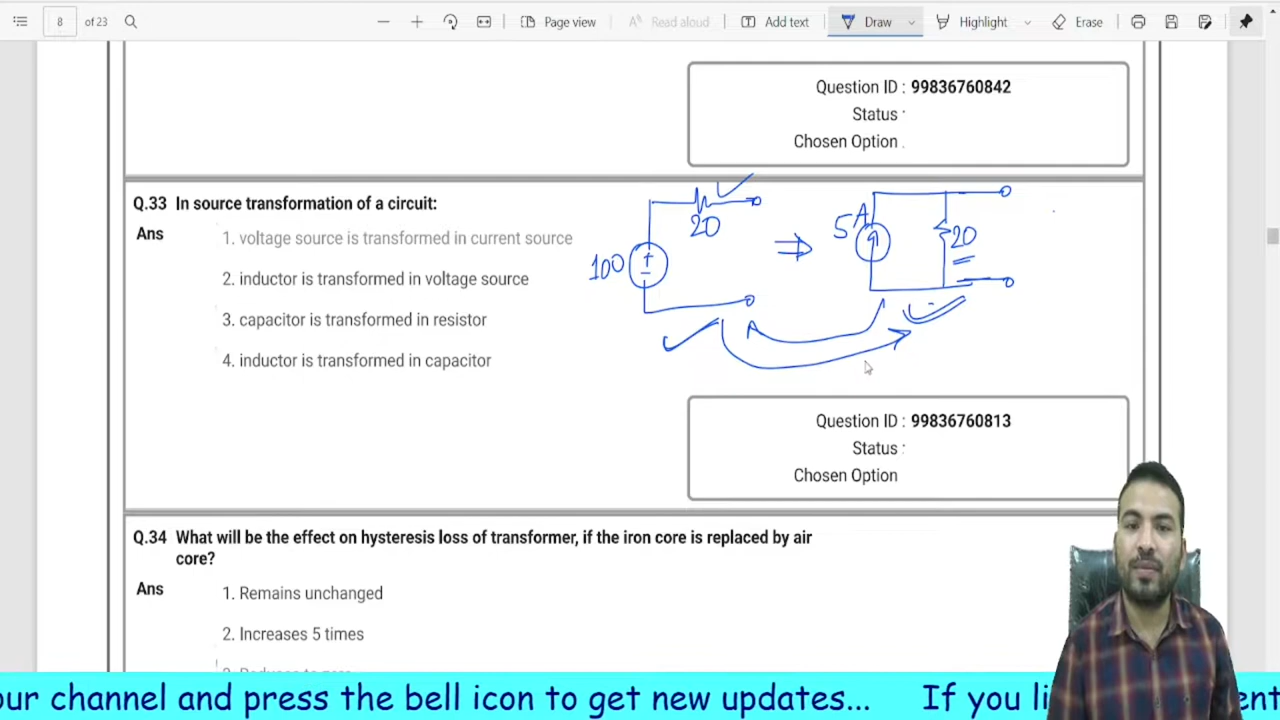 8 of 23 Page view Read aloud Add text Draw Highlight Erase
Question ID : 99836760842
Status :
Chosen Option
Q.33 In source transformation of a circuit:
Ans
1. voltage source is transformed in current source
2. inductor is transformed in voltage source
3. capacitor is transformed in resistor
4. inductor is transformed in capacitor
20
100
5A
20
Question ID : 99836760813
Status :
Chosen Option
Q.34 What will be the effect on hysteresis loss of transformer, if the iron core is replaced by air
core?
Ans
1. Remains unchanged
2. Increases 5 times
our channel and press the bell icon to get new updates... If you li